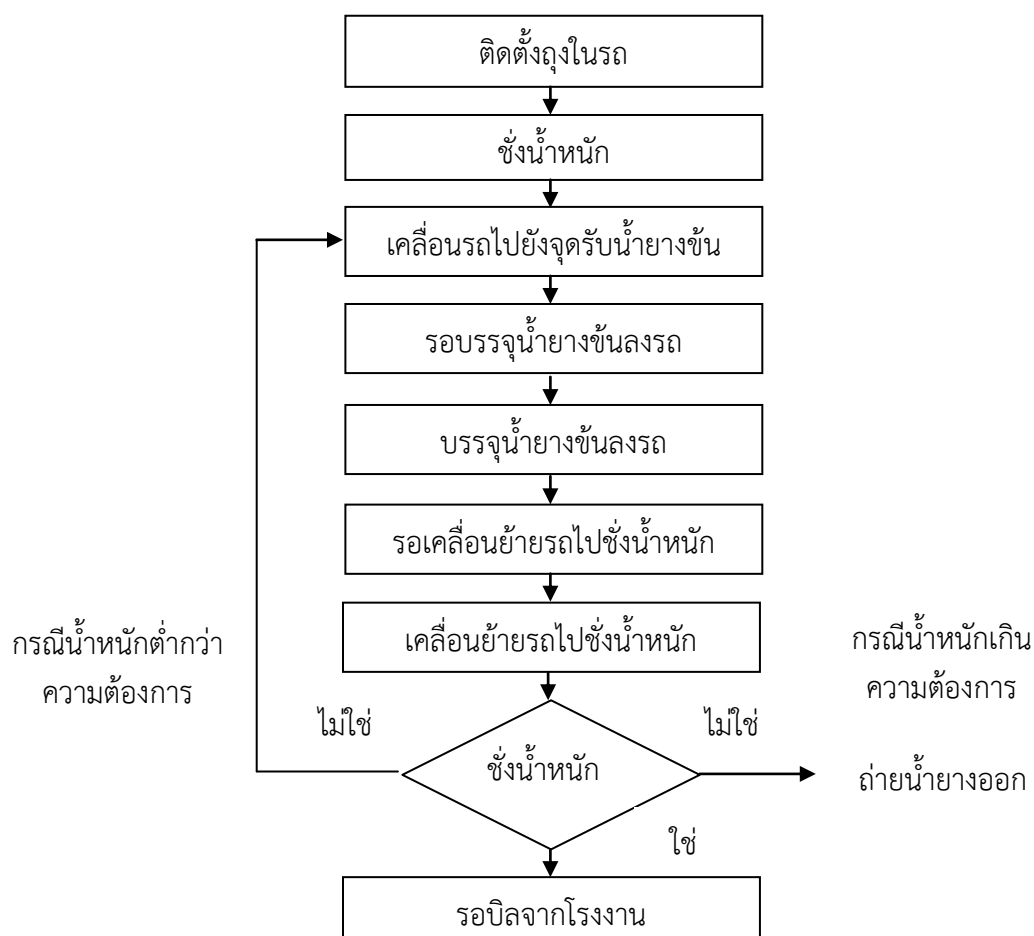 ติดตั้งถุงในรถ
ชั่งน้ำหนัก
เคลื่อนรถไปยังจุดรับน้ำยางข้น
รอบรรจุน้ำยางข้นลงรถ
บรรจุน้ำยางข้นลงรถ
รอเคลื่อนย้ายรถไปชั่งน้ำหนัก
เคลื่อนย้ายรถไปชั่งน้ำหนัก
กรณีน้ำหนักต่ำกว่า
ความต้องการ
กรณีน้ำหนักเกิน
ความต้องการ
ไม่ใช่
ไม่ใช่
ชั่งน้ำหนัก
ถ่ายน้ำยางออก
ใช่
รอบิลจากโรงงาน